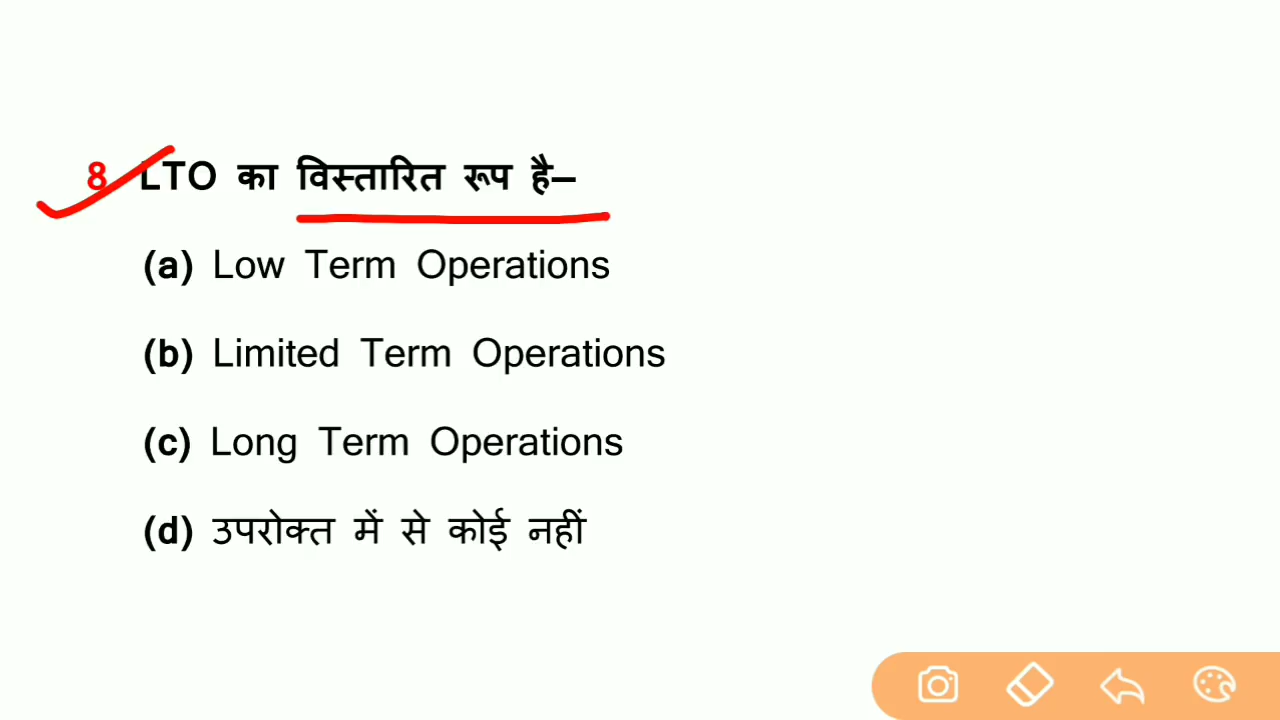 8 LTO का विस्तारित रूप है–
(a) Low Term Operations
(b) Limited Term Operations
(c) Long Term Operations
(d) उपरोक्त में से कोई नहीं